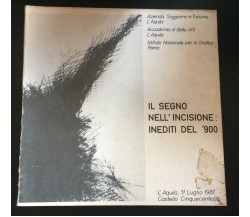 Azienda Soggiorno e Turismo
L'Aquila
Accademia di Belle Arti
L'Aquila
Istituto Nazionale per la Grafica
Roma
IL SEGNO
NELL'INCISIONE:
INEDITI DEL '900
L'Aquila, 11 Luglio 1981
Castello Cinquecentesco